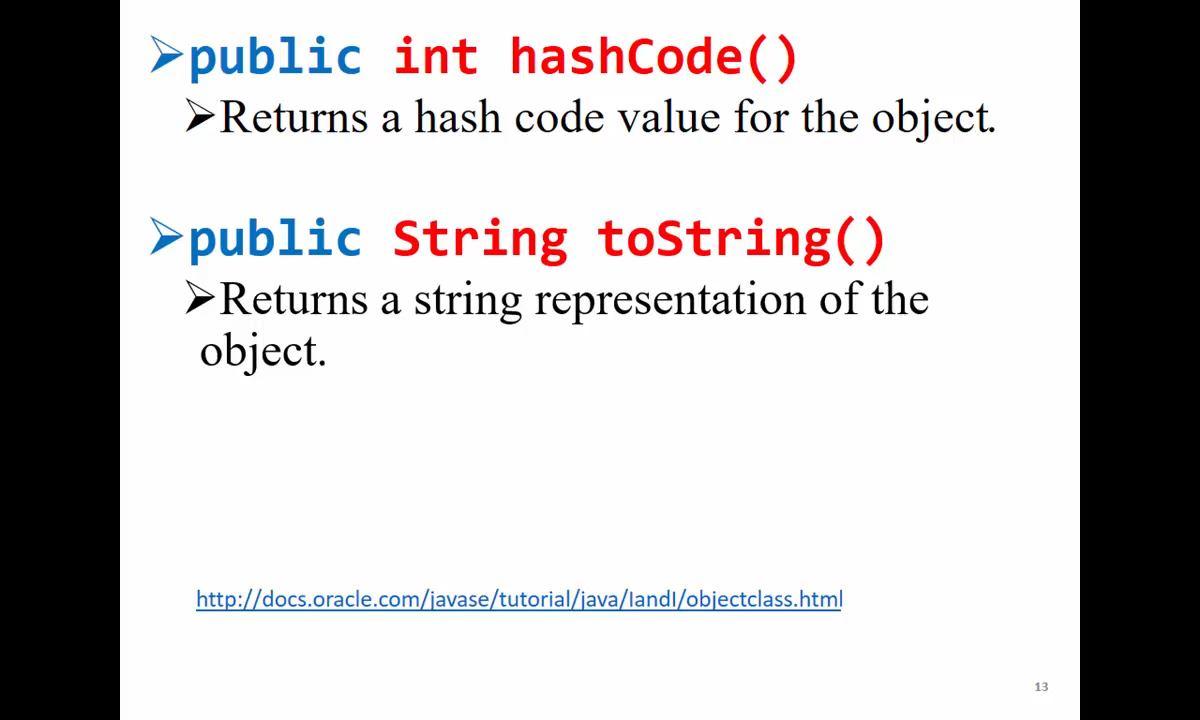 ➢public int hashCode()
➢Returns a hash code value for the object.
➢public String toString()
➢Returns a string representation of the
object.
http://docs.oracle.com/javase/tutorial/java/IandI/objectclass.html
13